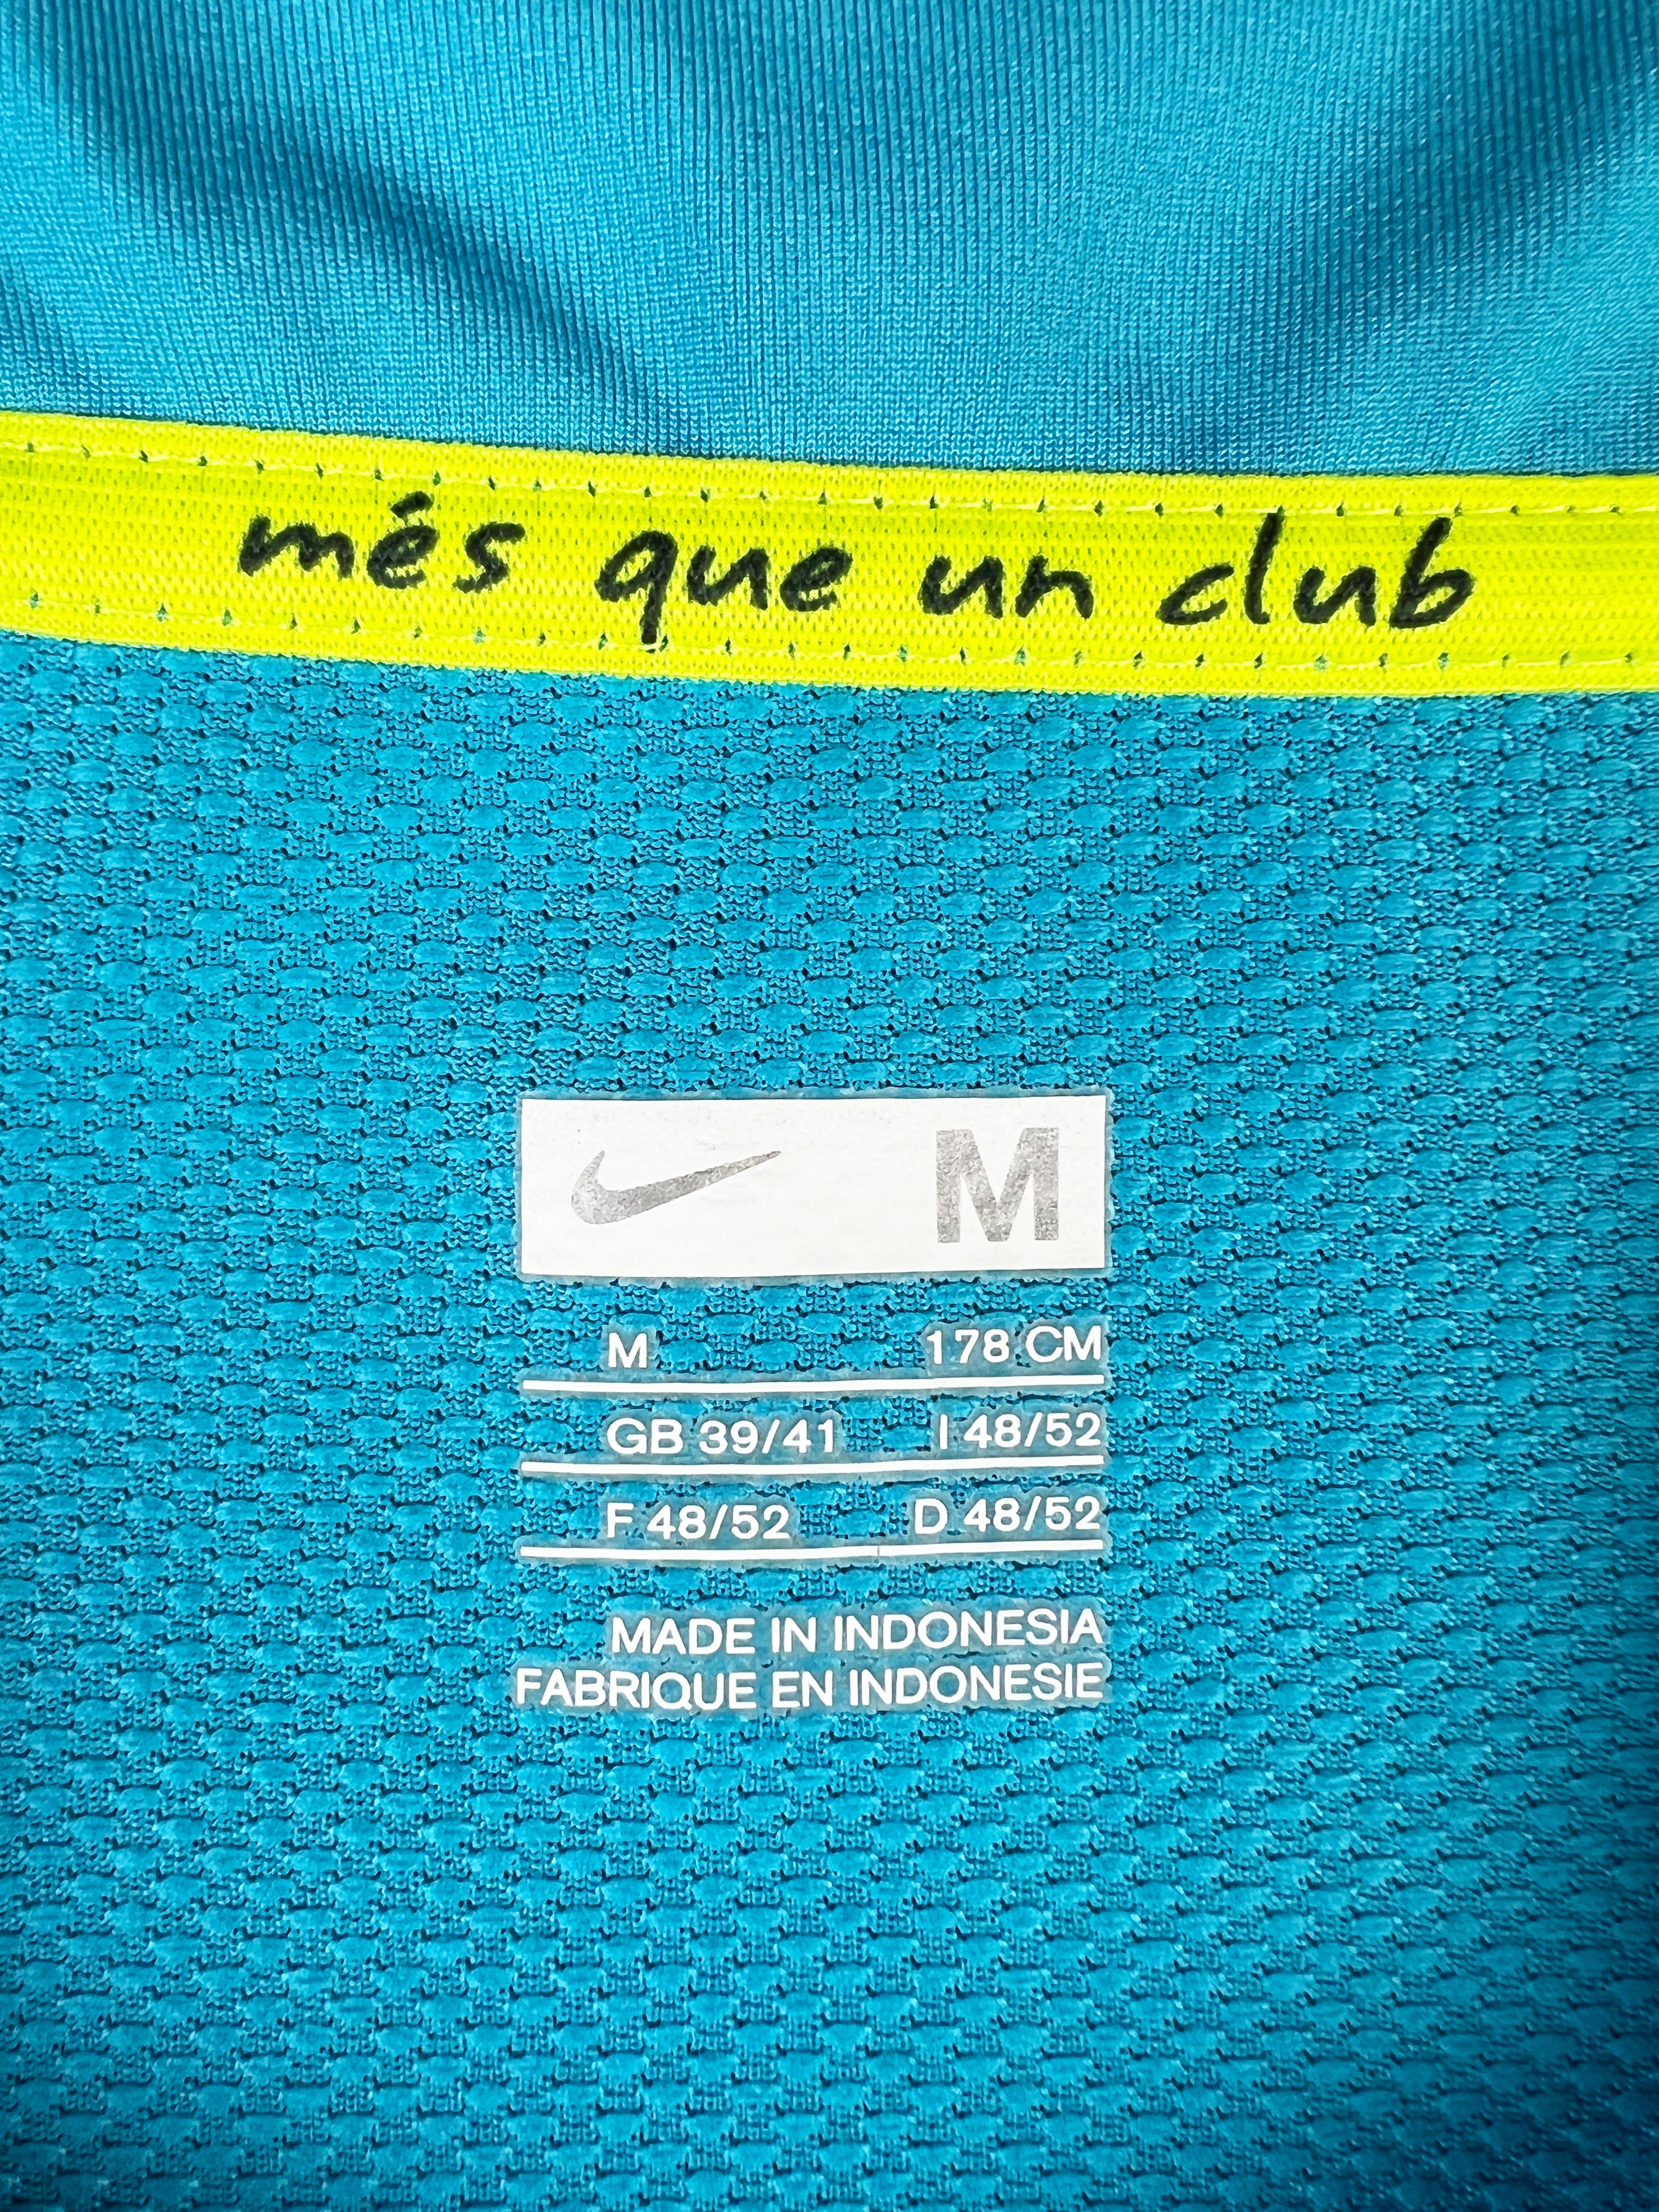 més que un club
M
M 178 CM
GB 39/41 I 48/52
F 48/52 D 48/52
MADE IN INDONESIA
FABRIQUE EN INDONESIE